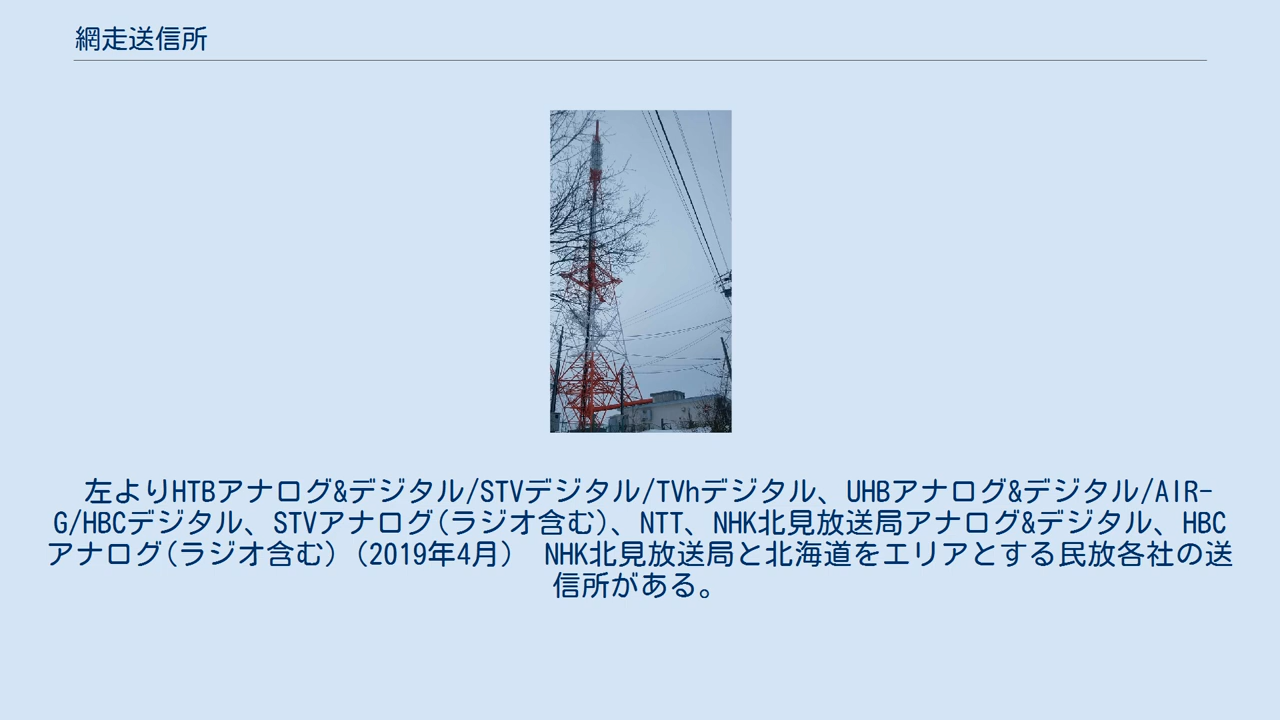 網走送信所
左よりHTBアナログ&デジタル/STVデジタル/TVhデジタル、UHBアナログ&デジタル/AIR-
G/HBCデジタル、STVアナログ(ラジオ含む)、NTT、NHK北見放送局アナログ&デジタル、HBC
アナログ(ラジオ含む)（2019年4月） NHK北見放送局と北海道をエリアとする民放各社の送
信所がある。